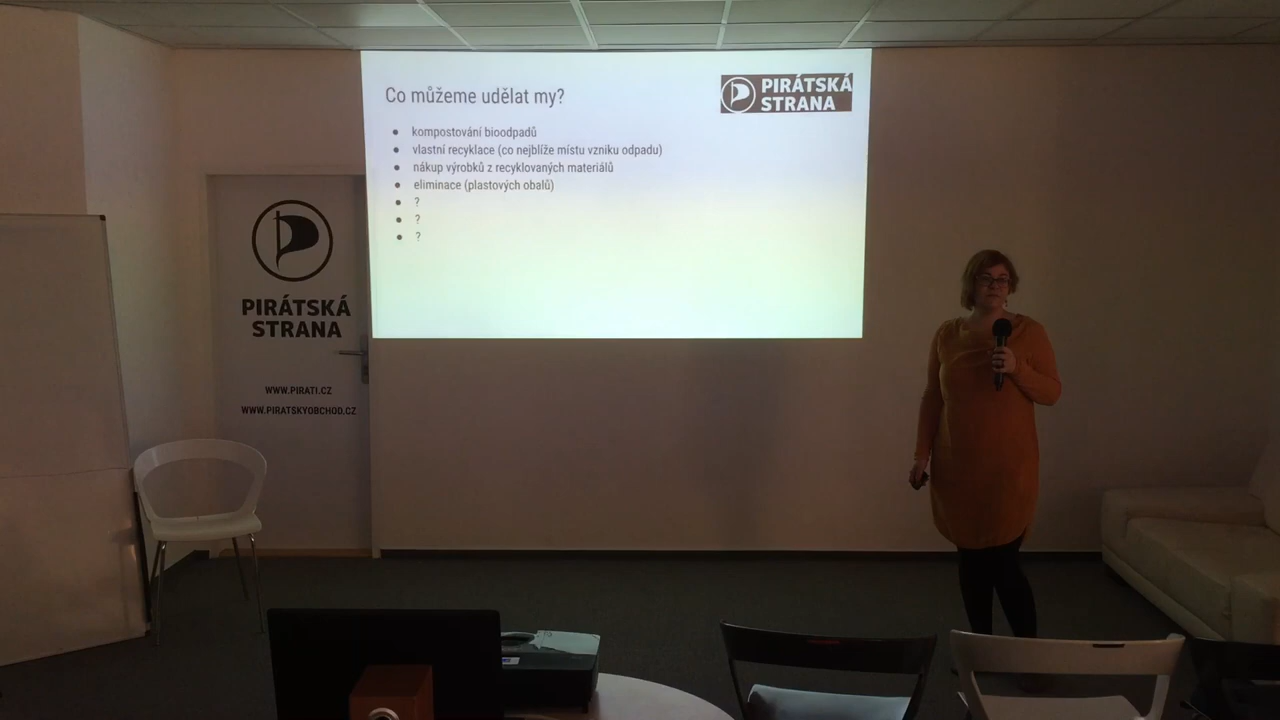 Co můžeme udělat my?
PIRÁTSKÁ
STRANA
● kompostování bioodpadů
● vlastní recyklace (co nejblíže místu vzniku odpadu)
● nákup výrobků z recyklovaných materiálů
● eliminace (plastových obalů)
● ?
● ?
● ?
PIRÁTSKÁ
STRANA
WWW.PIRATI.CZ
WWW.PIRATSKYOBCHOD.CZ